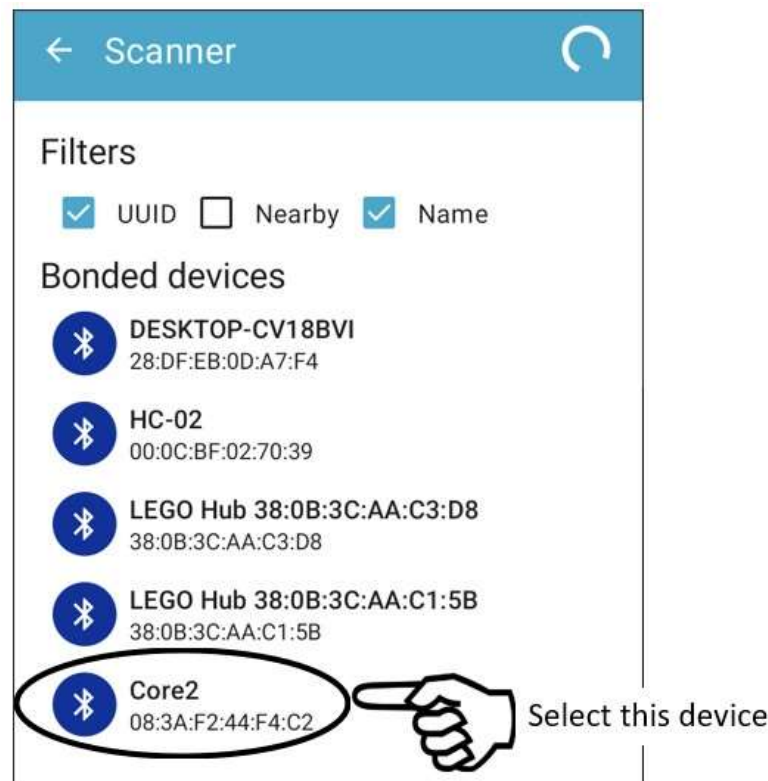 Scanner
Filters
UUID Nearby Name
Bonded devices
DESKTOP-CV18BVI
28:DF:EB:0D:A7:F4
HC-02
00:0C:BF:02:70:39
LEGO Hub 38:0B:3C:AA:C3:D8
38:0B:3C:AA:C3:D8
LEGO Hub 38:0B:3C:AA:C1:5B
38:0B:3C:AA:C1:5B
Core2
08:3A:F2:44:F4:C2
Select this device